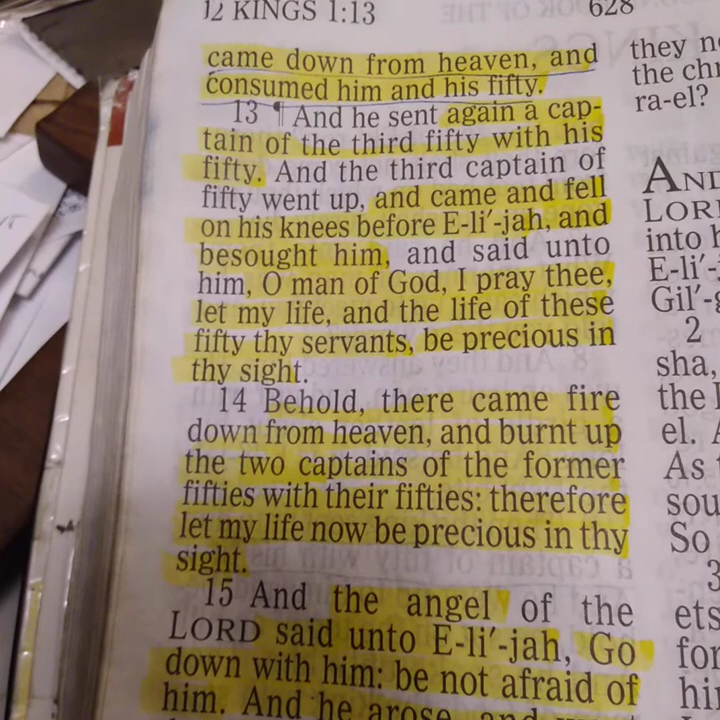 12 KINGS 1:13
628
came down from heaven, and
consumed him and his fifty.
13 ¶ And he sent again a cap-
tain of the third fifty with his
fifty. And the third captain of
fifty went up, and came and fell
on his knees before E-li′-jah, and
besought him, and said unto
him, O man of God, I pray thee,
let my life, and the life of these
fifty thy servants, be precious in
thy sight.
14 Behold, there came fire
down from heaven, and burnt up
the two captains of the former
fifties with their fifties: therefore
let my life now be precious in thy
sight.
15 And the angel of the
LORD said unto E-li′-jah, Go
down with him: be not afraid of
him. And he arose, and
they
the
ra-el?
AND
LORD
into
E-li′-
Gil′-
2
sha,
the
el.
As
So
3